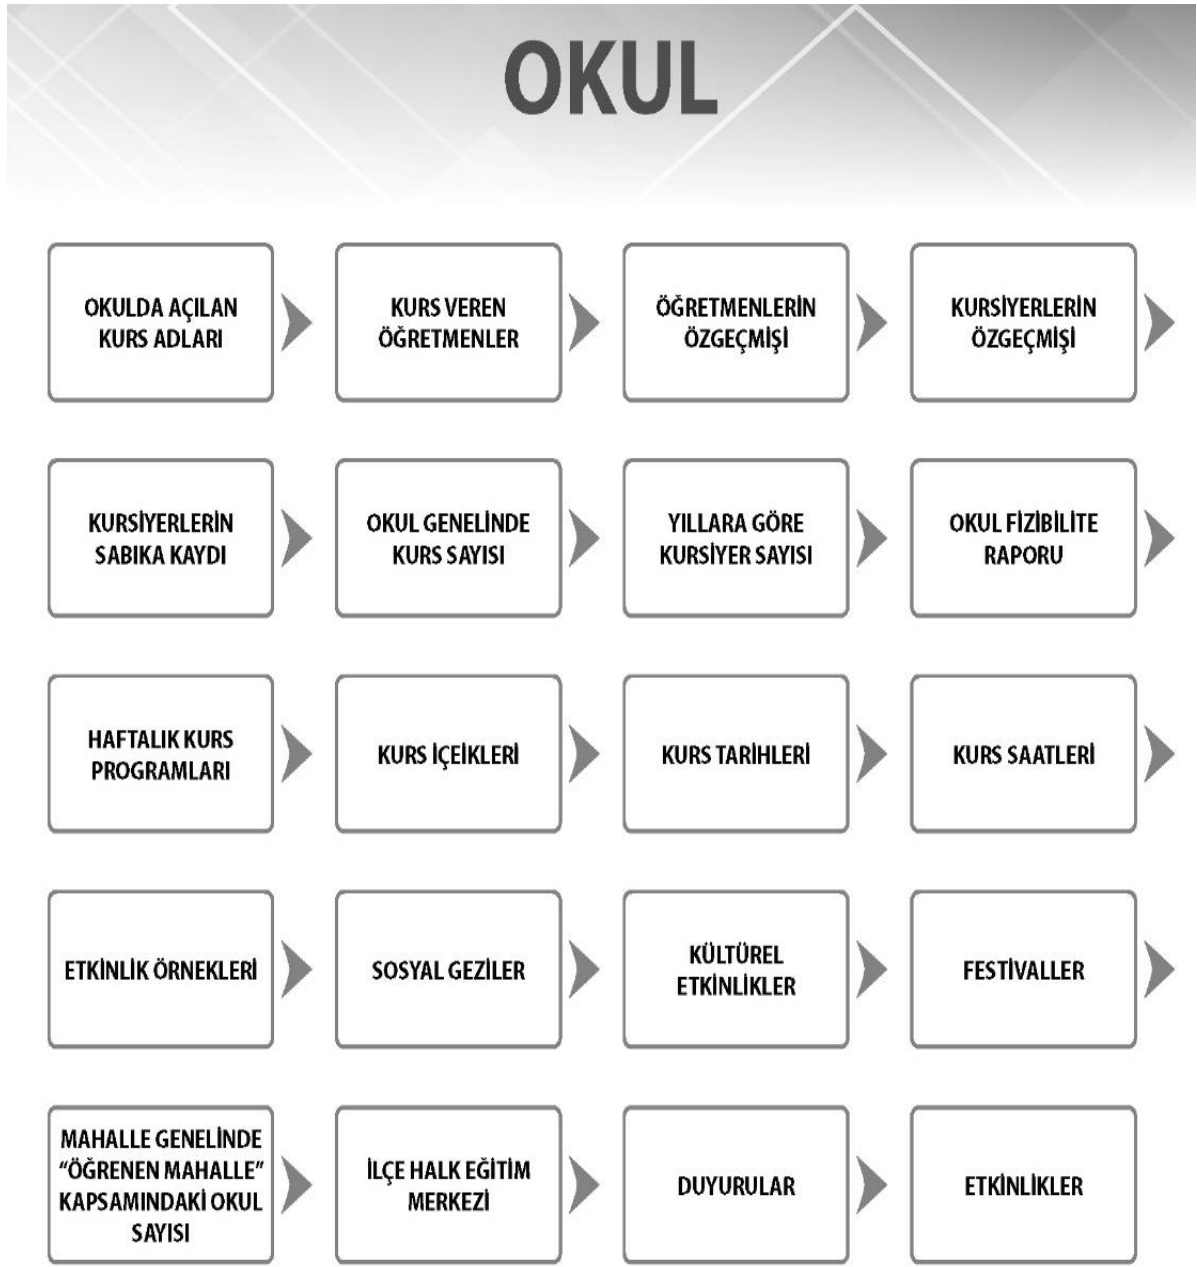 OKUL
OKULDA AÇILAN
KURS ADLARI
KURS VEREN
ÖĞRETMENLER
ÖĞRETMENLERİN
ÖZGEÇMİŞİ
KURSİYERLERİN
ÖZGEÇMİŞİ
KURSİYERLERİN
SABIKA KAYDI
OKUL GENELİNDE
KURS SAYISI
YILLARA GÖRE
KURSİYER SAYISI
OKUL FİZİBİLİTE
RAPORU
HAFTALIK KURS
PROGRAMLARI
KURS İÇEİKLERİ
KURS TARİHLERİ
KURS SAATLERİ
ETKİNLİK ÖRNEKLERİ
SOSYAL GEZİLER
KÜLTÜREL
ETKİNLİKLER
FESTİVALLER
MAHALLE GENELİNDE
“ÖĞRENEN MAHALLE”
KAPSAMINDAKİ OKUL
SAYISI
İLÇE HALK EĞİTİM
MERKEZİ
DUYURULAR
ETKİNLİKLER